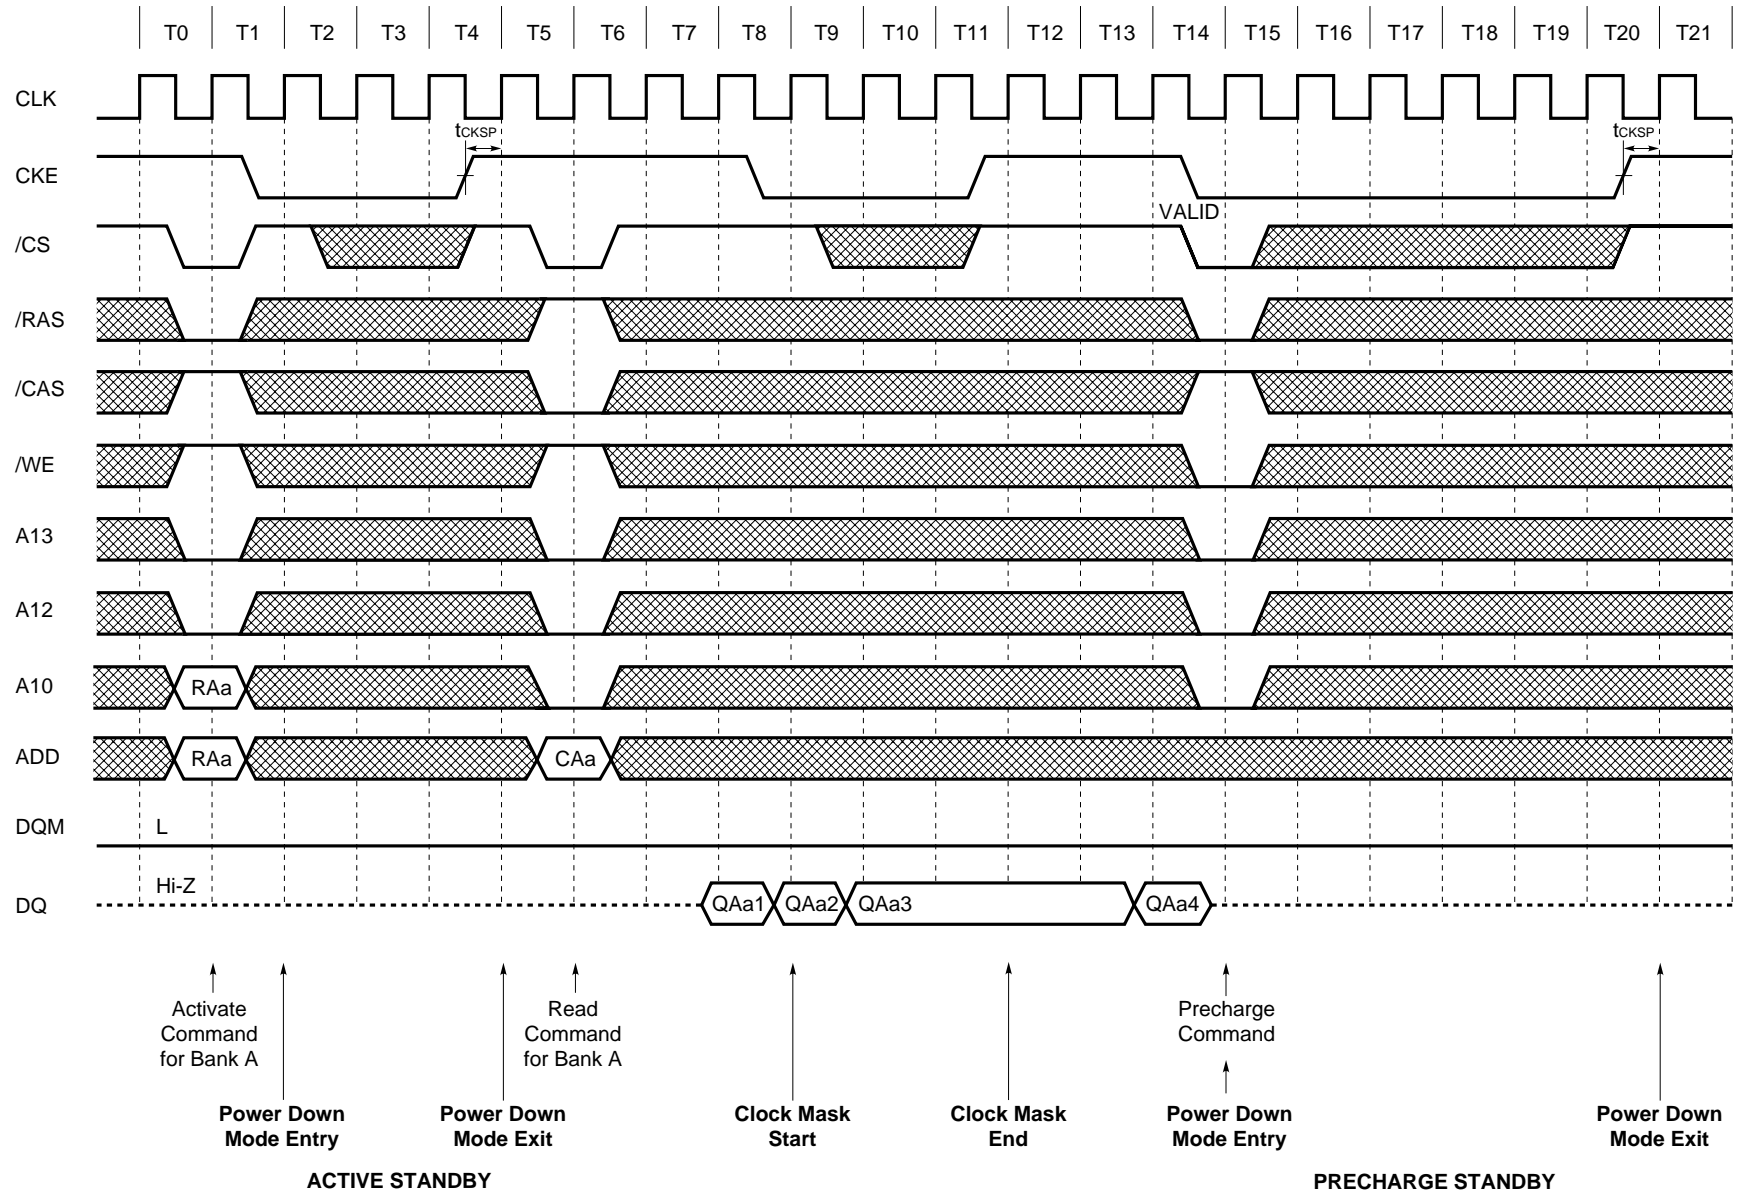 T0 T1 T2 T3 T4 T5 T6 T7 T8 T9 T10 T11 T12 T13 T14 T15 T16 T17 T18 T19 T20 T21
CLK
tCKSP tCKSP
CKE
VALID
/CS
/RAS
/CAS
/WE
A13
A12
A10 RAa
ADD RAa CAa
DQM L
Hi-Z
DQ QAa1 QAa2 QAa3 QAa4
Activate
Command
for Bank A
Read
Command
for Bank A
Precharge
Command
Power Down
Mode Entry
Power Down
Mode Exit
Clock Mask
Start
Clock Mask
End
Power Down
Mode Entry
Power Down
Mode Exit
ACTIVE STANDBY
PRECHARGE STANDBY